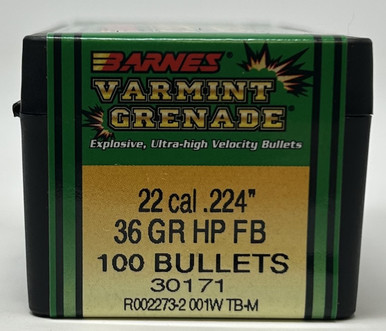 BARNES®
VARMINT
GRENADE®
Explosive, Ultra-high Velocity Bullets
22 cal .224"
36 GR HP FB
100 BULLETS
30171
R002273-2 001W TB-M